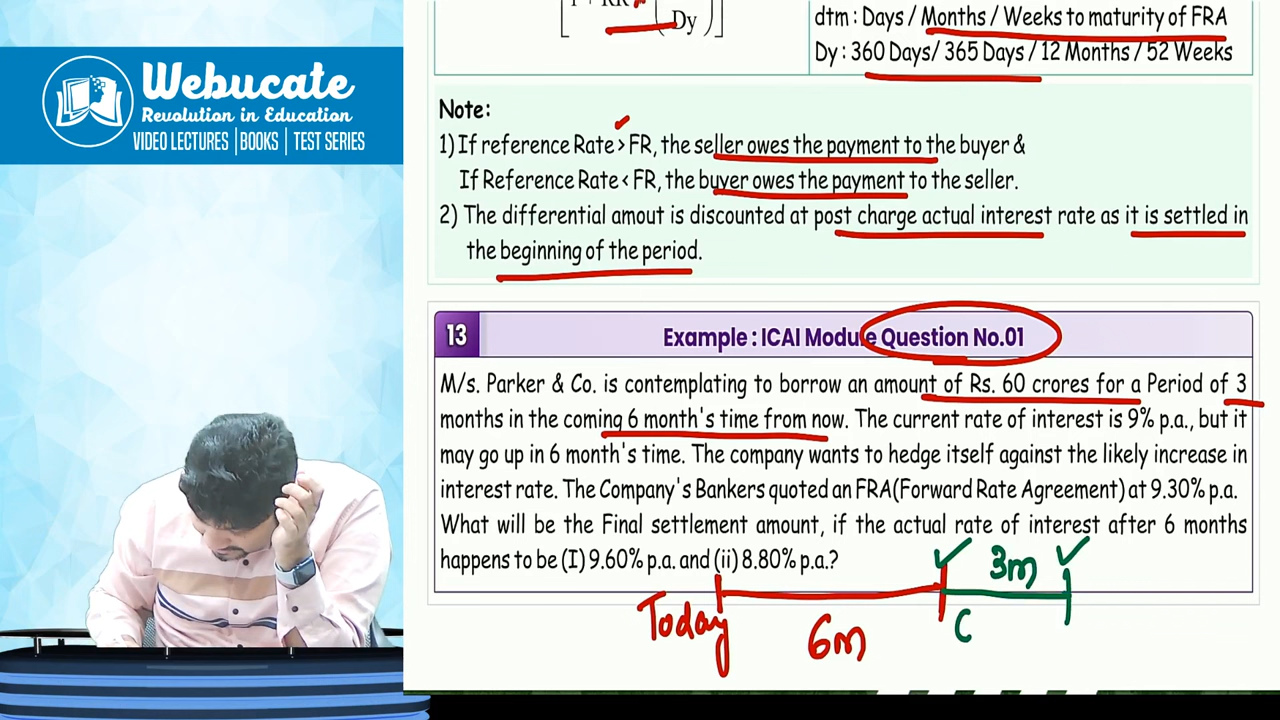 1 + RR
Dy
dtm : Days / Months / Weeks to maturity of FRA
Dy : 360 Days/ 365 Days / 12 Months / 52 Weeks
Webucate
Revolution in Education
VIDEO LECTURES | BOOKS | TEST SERIES
Note:
1) If reference Rate > FR, the seller owes the payment to the buyer &
If Reference Rate < FR, the buyer owes the payment to the seller.
2) The differential amout is discounted at post charge actual interest rate as it is settled in
the beginning of the period.
13
Example : ICAI Module Question No.01
M/s. Parker & Co. is contemplating to borrow an amount of Rs. 60 crores for a Period of 3
months in the coming 6 month's time from now. The current rate of interest is 9% p.a., but it
may go up in 6 month's time. The company wants to hedge itself against the likely increase in
interest rate. The Company's Bankers quoted an FRA(Forward Rate Agreement) at 9.30% p.a.
What will be the Final settlement amount, if the actual rate of interest after 6 months
happens to be (I) 9.60% p.a. and (ii) 8.80% p.a.?
3m
Today
6m
C